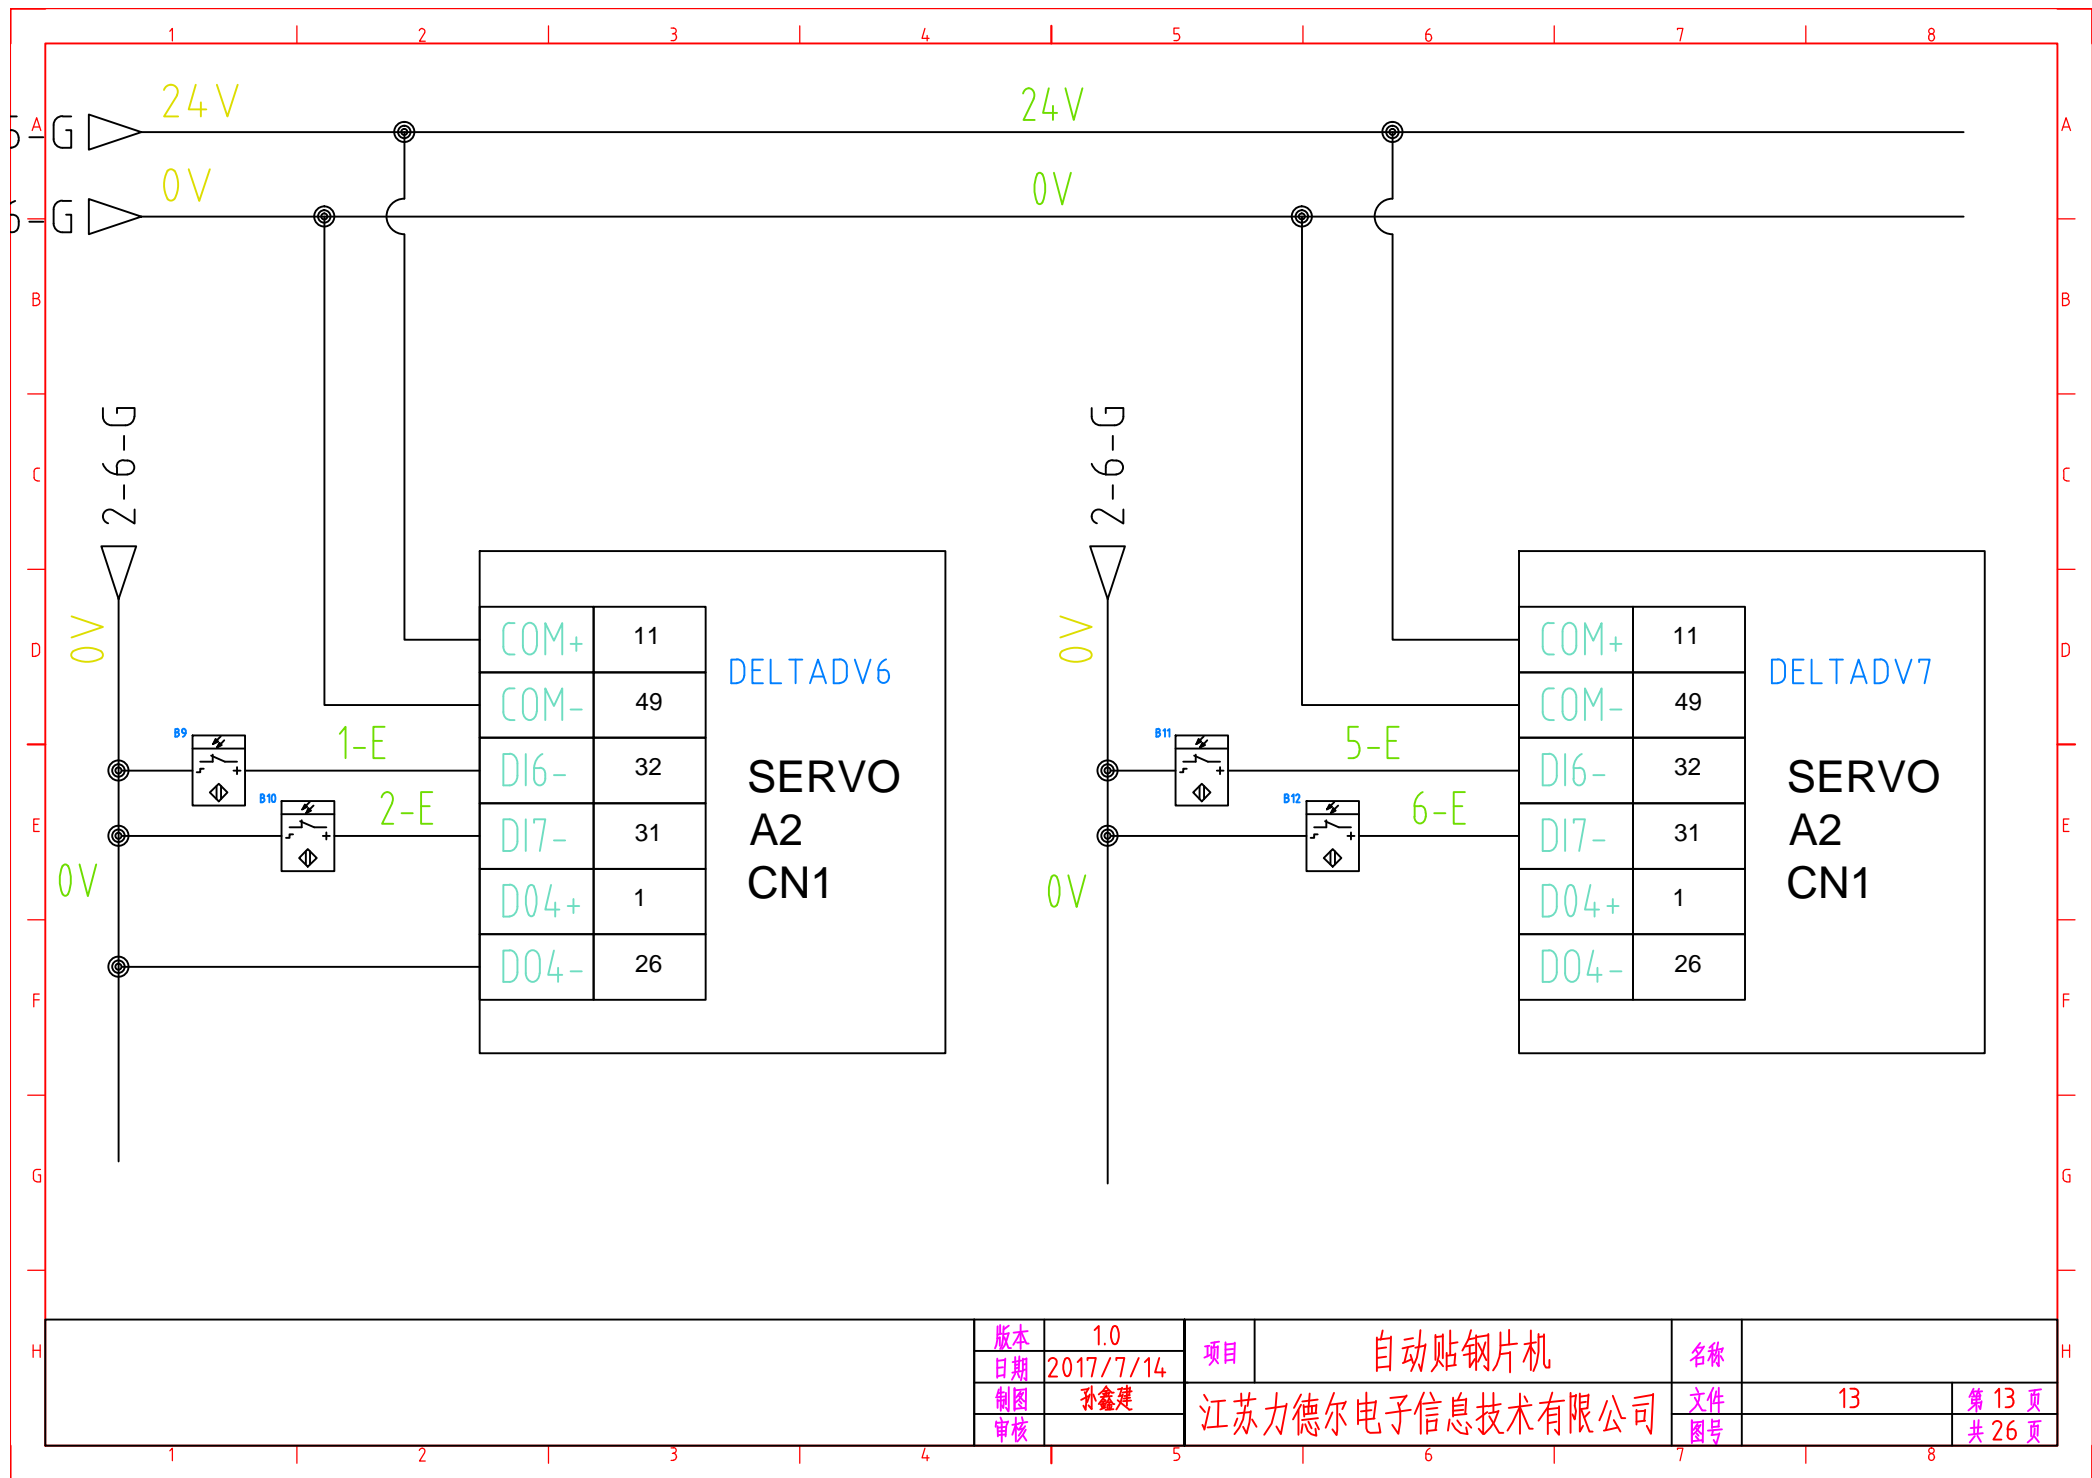 1 2 3 4 5 6 7 8
A A
24V 24V
-G
0V 0V
-G
B B
2-6-G 2-6-G
C C
0V 0V
D D
COM+ 11 COM+ 11
DELTADV6 DELTADV7
COM- 49 COM- 49
B9 1-E B11 5-E
DI6- 32 DI6- 32
SERVO SERVO
B10 2-E B12 6-E
E E
DI7- 31 DI7- 31
A2 A2
0V 0V
CN1 CN1
D04+ 1 D04+ 1
DO4- 26 DO4- 26
F F
G G
H H
版本 1.0 项目 自动贴钢片机 名称
日期 2017/7/14
制图 孙鑫建 江苏力德尔电子信息技术有限公司 文件 13 第 13 页
审核 图号 共 26 页
1 2 3 4 5 6 7 8